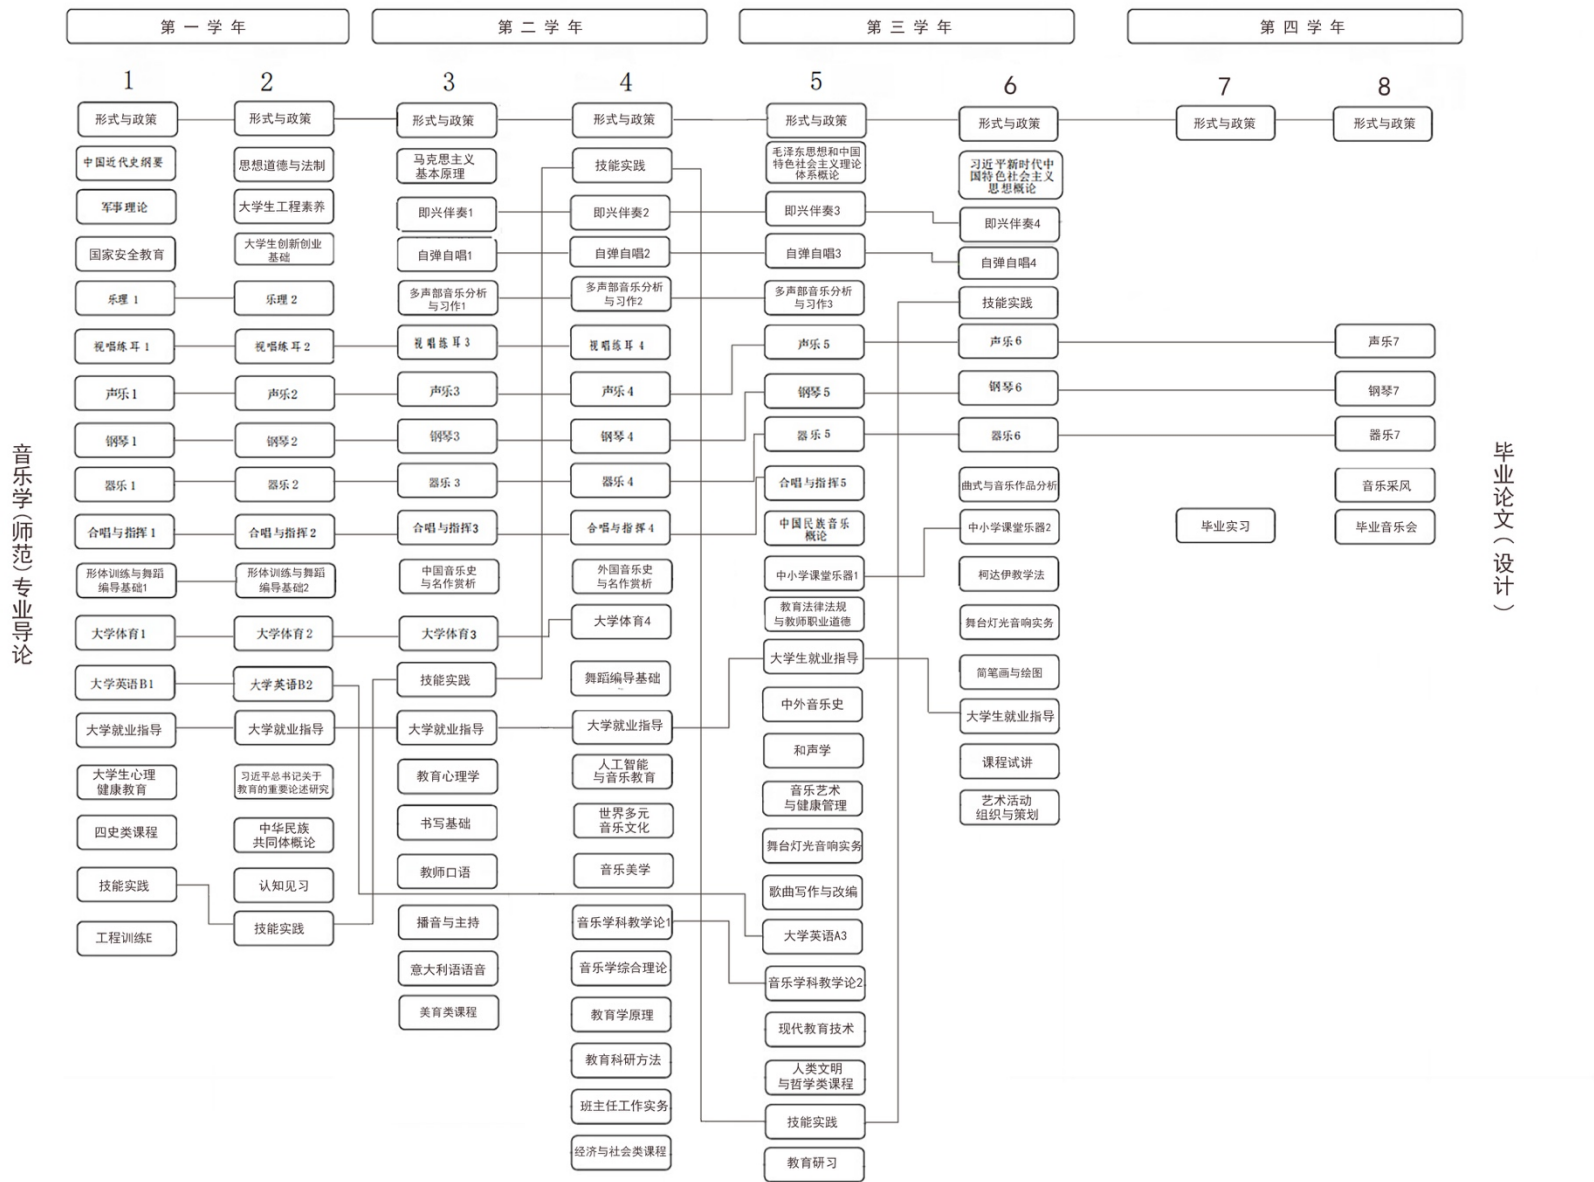 第一学年
第二学年
第三学年
第四学年
1
2
3
4
5
6
7
8
音乐学(师范)专业导论
形式与政策
中国近代史纲要
军事理论
国家安全教育
乐理1
视唱练耳1
声乐1
钢琴1
器乐1
合唱与指挥1
形体训练与舞蹈
编导基础1
大学体育1
大学英语B1
大学就业指导
大学生心理
健康教育
四史类课程
技能实践
工程训练E
形式与政策
思想道德与法制
大学生工程素养
大学生创新创业
基础
乐理2
视唱练耳2
声乐2
钢琴2
器乐2
合唱与指挥2
形体训练与舞蹈
编导基础2
大学体育2
大学英语B2
大学就业指导
习近平总书记关于
教育的重要论述研究
中华民族
共同体概论
认知见习
技能实践
形式与政策
马克思主义
基本原理
即兴伴奏1
自弹自唱1
多声部音乐分析
与习作1
视唱练耳3
声乐3
钢琴3
器乐3
合唱与指挥3
中国音乐史
与名作赏析
大学体育3
技能实践
大学就业指导
教育心理学
书写基础
教师口语
播音与主持
意大利语语音
美育类课程
形式与政策
技能实践
即兴伴奏2
自弹自唱2
多声部音乐分析
与习作2
视唱练耳4
声乐4
钢琴4
器乐4
合唱与指挥4
外国音乐史
与名作赏析
大学体育4
舞蹈编导基础
大学就业指导
人工智能
与音乐教育
世界多元
音乐文化
音乐美学
音乐学科教学论1
音乐学综合理论
教育学原理
教育科研方法
班主任工作实务
经济与社会类课程
形式与政策
毛泽东思想和中国
特色社会主义理论
体系概论
即兴伴奏3
自弹自唱3
多声部音乐分析
与习作3
声乐5
钢琴5
器乐5
合唱与指挥5
中国民族音乐
概论
中小学课堂乐器1
教育法律法规
与教师职业道德
大学生就业指导
中外音乐史
和声学
音乐艺术
与健康管理
舞台灯光音响实务
歌曲写作与改编
大学英语A3
音乐学科教学论2
现代教育技术
人类文明
与哲学类课程
技能实践
教育研习
形式与政策
习近平新时代中
国特色社会主义
思想概论
即兴伴奏4
自弹自唱4
技能实践
声乐6
钢琴6
器乐6
曲式与音乐作品分析
中小学课堂乐器2
柯达伊教学法
舞台灯光音响实务
简笔画与绘图
大学生就业指导
课程试讲
艺术活动
组织与策划
形式与政策
毕业实习
形式与政策
声乐7
钢琴7
器乐7
音乐采风
毕业音乐会
毕业论文(设计)